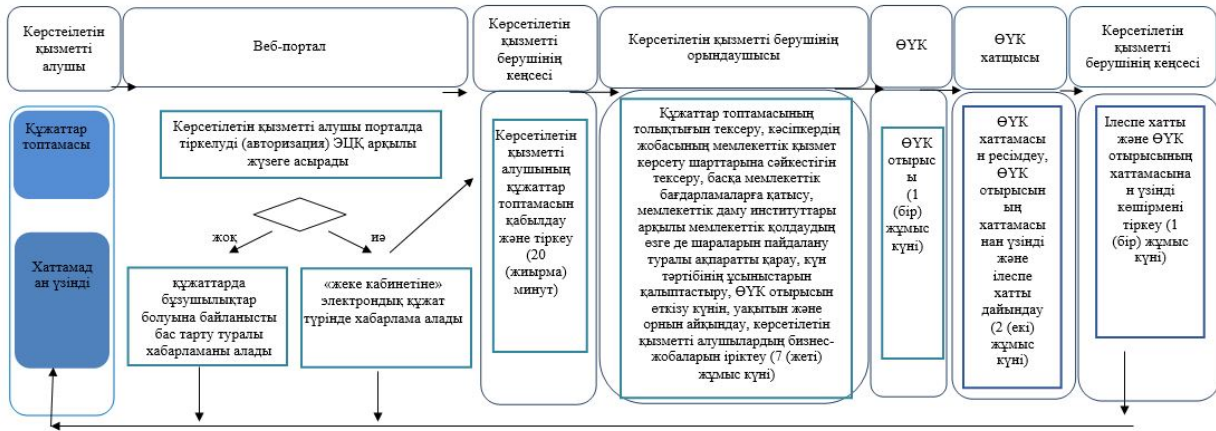 Көрстеілетін
қызметті
алушы
Веб-портал
Көрсетілетін
қызметті
берушінің
кеңсесі
Көрсетілетін қызметті берушінің
орындаушысы
ӨҮК
ӨҮК
хатщысы
Көрсетілетін қызметті
берушінің кеңсесі
Құжаттар
топтамасы
Хаттамад
ан үзінді
Көрсетілетін қызметті алушы порталда
тіркелуді (авторизация) ЭЦҚ арқылы
жүзеге асырады
жоқ
иә
құжаттарда
бұзушылықтар
болуына байланисты
бас тарту туралы
хабарламаны алады
«жеке кабинетіне»
электрондық құжат
түрінде хабарлама алады
Көрсетілетін
қызметті
алушының
құжаттар
топтамасын
қабылдау
және тіркеу
(20
(жиырма)
минут)
Құжаттар топтамасының
толықтығын тексеру, кәсіпкердің
жобасының мемлекеттік қызмет
көрсету шарттарына сәйкестігін
тексеру, басқа мемлекеттік
бағдарламаларға қатысу,
мемлекеттік даму институттары
арқылы мемлекеттік қолдаудың
өзге де шараларын пайдалану
туралы ақпаратты қарау, күн
тәртібінің ұсыныстарын
қалыптастыру, ӨҮК отырысын
өткізу күнін, уақытын және
орнын айқындау, көрсетілетін
қызметті алушылардың бизнес-
жобаларын іріктеу (7 (жеті)
жұмыс күні)
ӨҮК
отырыс
ы
(1
(бір)
жұмыс
күні)
ӨҮК
хаттамасы
н ресімдеу,
ӨҮК
отырысыні
ың
хаттамасы
нан үзінді
және
ілеспе
хатты
дайындау
(2 (екі)
жұмыс
күні)
Ілеспе хатты
және ӨҮК
отырысының
хаттамасына
н үзінді
көшірмені
тіркеу (1
(бір) жұмыс
күні)